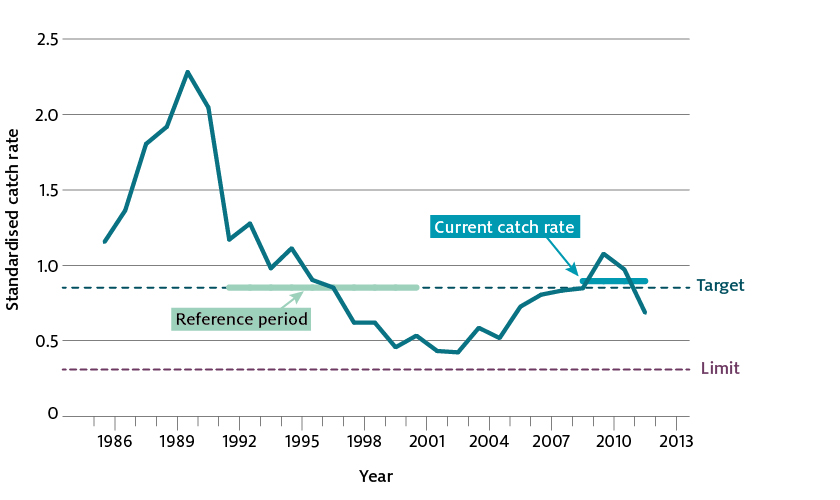 2.5
2.0
1.5
1.0
0.5
0
Standardised catch rate
Current catch rate
Target
Reference period
Limit
1986 1989 1992 1995 1998 2001 2004 2007 2010 2013
Year